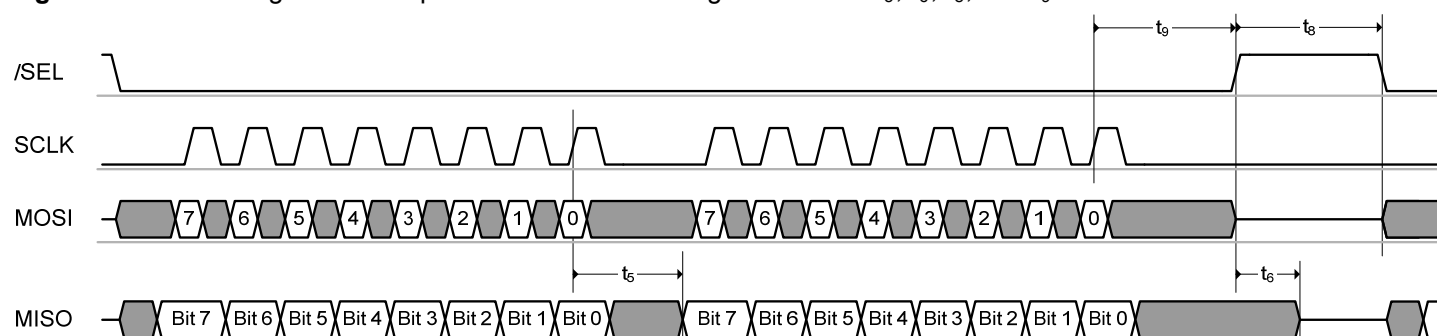 t9 t8
/SEL
SCLK
MOSI 7 6 5 4 3 2 1 0 7 6 5 4 3 2 1 0
t5 t6
MISO Bit 7 Bit 6 Bit 5 Bit 4 Bit 3 Bit 2 Bit 1 Bit 0 Bit 7 Bit 6 Bit 5 Bit 4 Bit 3 Bit 2 Bit 1 Bit 0